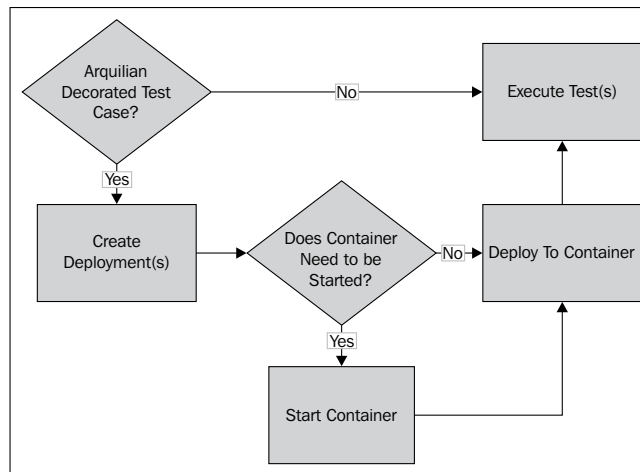 Arquilian
Decorated Test
Case?
No
Execute Test(s)
Yes
Create
Deployment(s)
Does Container
Need to be
Started?
No
Deploy To Container
Yes
Start Container